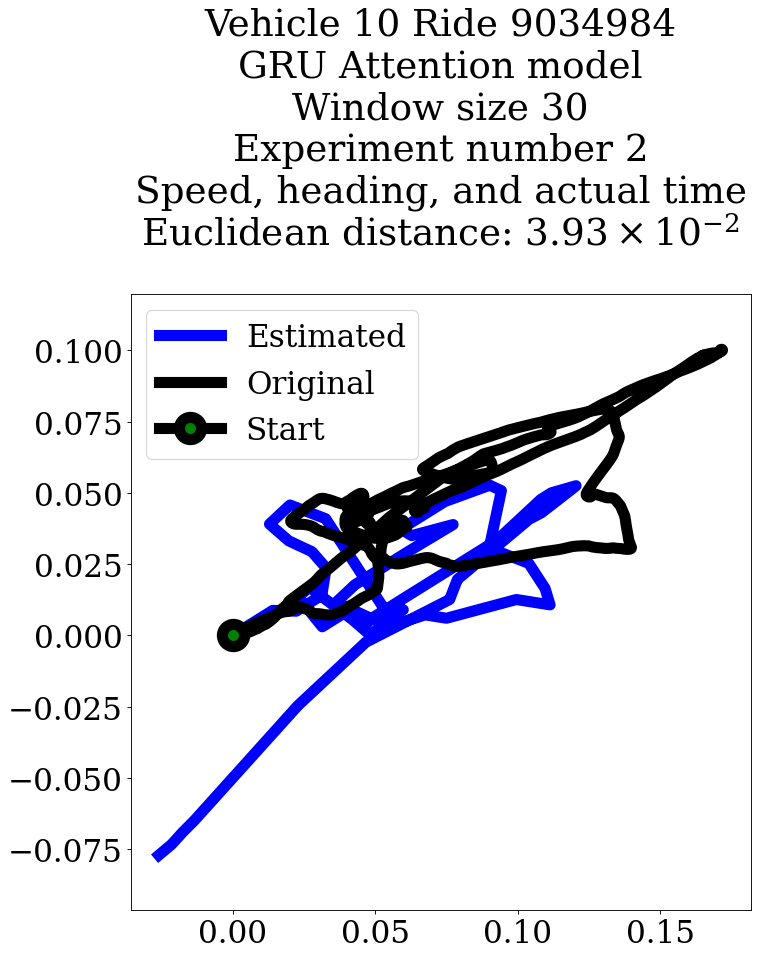 Vehicle 10 Ride 9034984
GRU Attention model
Window size 30
Experiment number 2
Speed, heading, and actual time
Euclidean distance: 3.93 × 10⁻²
Estimated
Original
Start
0.100
0.075
0.050
0.025
0.000
−0.025
−0.050
−0.075
0.00 0.05 0.10 0.15